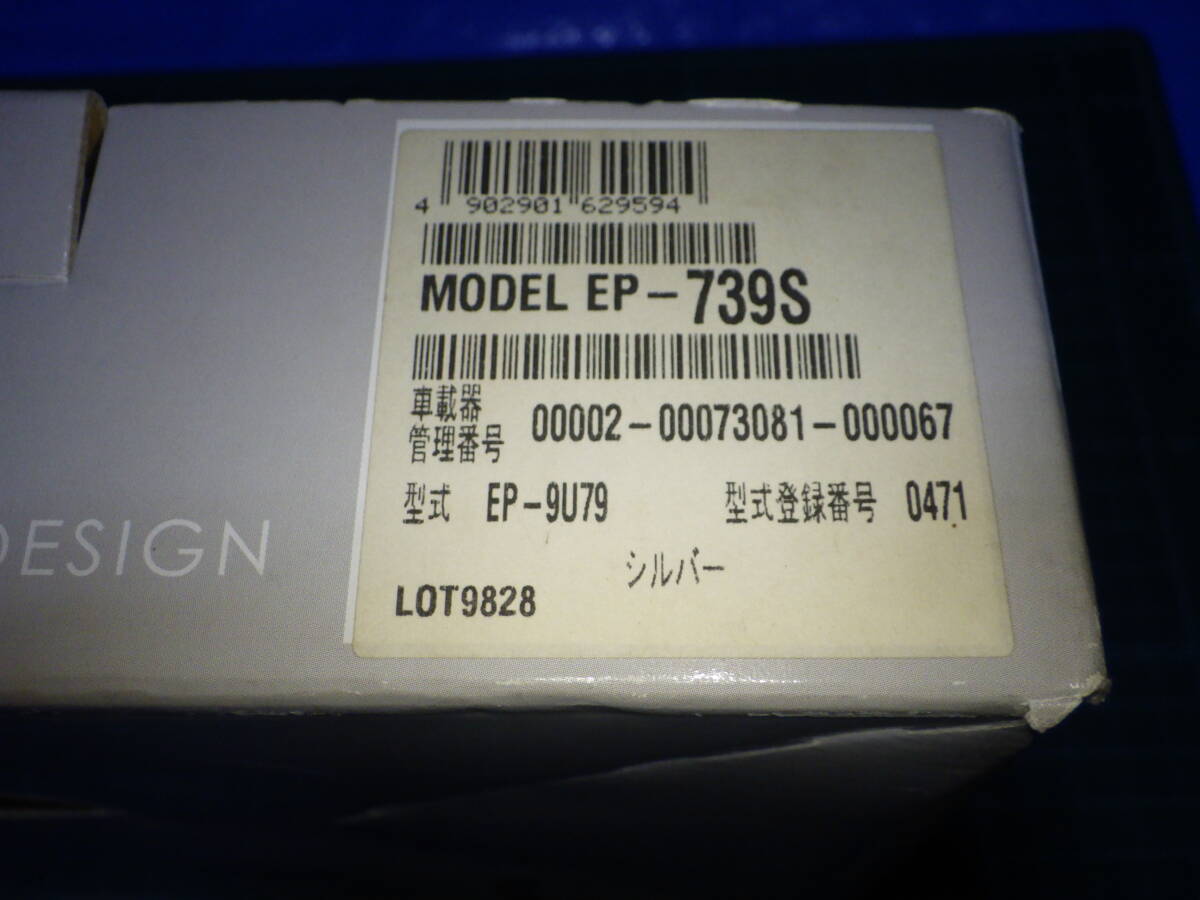 4 902901 629594
MODEL EP-739S
車載器
管理番号 00002-00073081-000067
型式 EP-9U79 型式登録番号 0471
シルバー
LOT9828
DESIGN